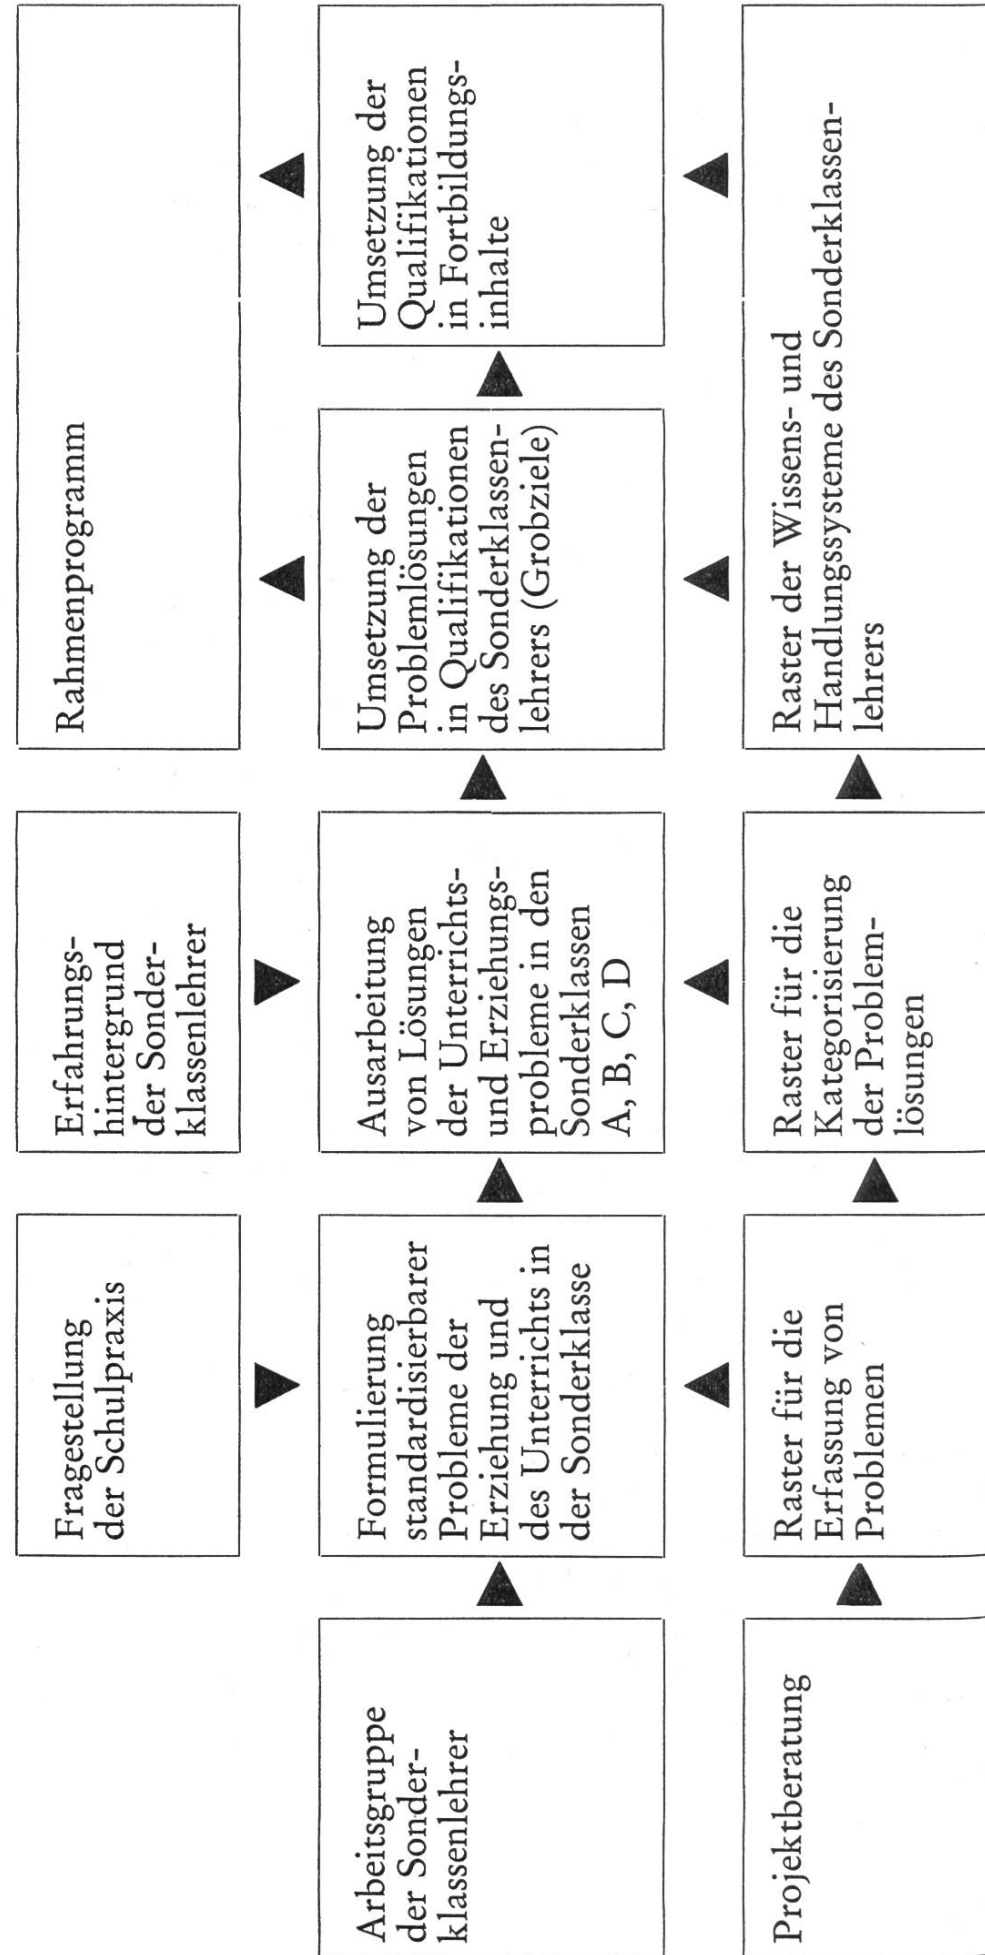 Fragestellung
der Schulpraxis
Erfahrungs-
hintergrund
der Sonder-
klassenlehrer
Rahmenprogramm
Arbeitsgruppe
der Sonder-
klassenlehrer
Formulierung
standardisierbarer
Probleme der
Erziehung und
des Unterrichts in
der Sonderklasse
Ausarbeitung
von Lösungen
der Unterrichts-
und Erziehungs-
probleme in den
Sonderklassen
A, B, C, D
Umsetzung der
Problemlösungen
in Qualifikationen
des Sonderklassen-
lehrers (Grobziele)
Umsetzung der
Qualifikationen
in Fortbildungs-
inhalte
Projektberatung
Raster für die
Erfassung von
Problemen
Raster für die
Kategorisierung
der Problem-
lösungen
Raster der Wissens- und
Handlungssysteme des Sonderklassen-
lehrers